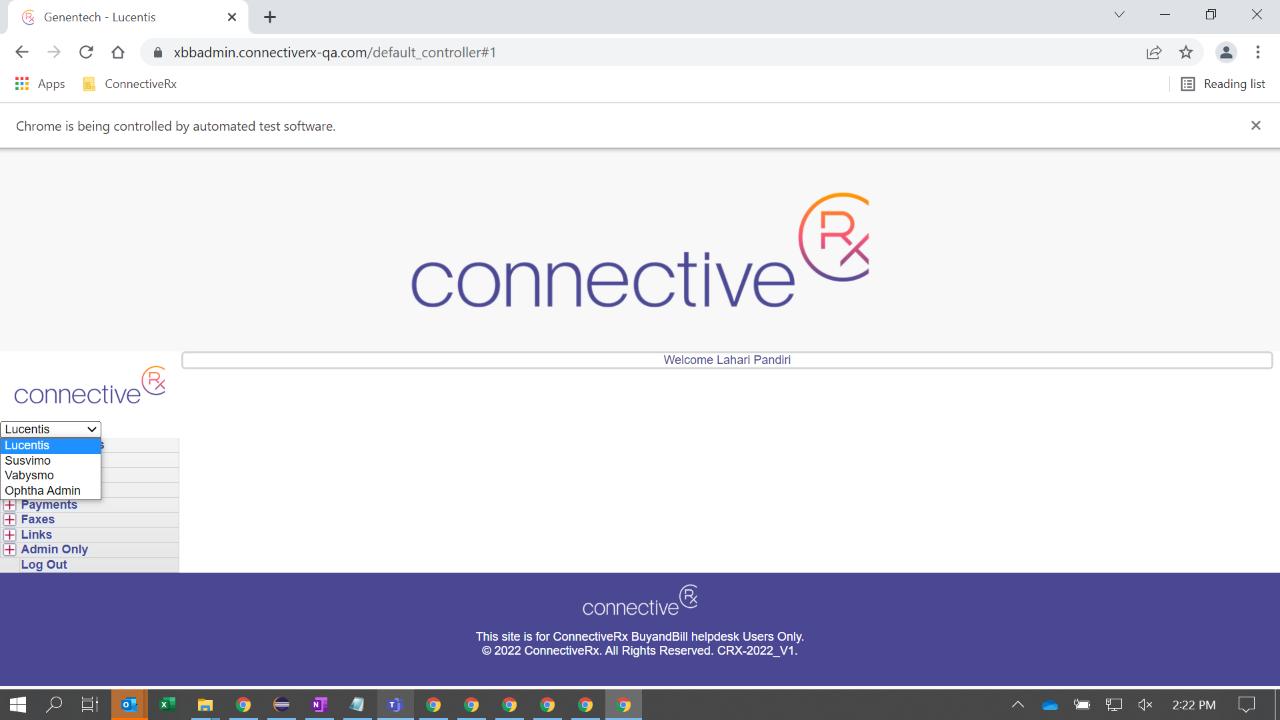 Genentech - Lucentis
xbbadmin.connectiverx-qa.com/default_controller#1
Apps
ConnectiveRx
Reading list
Chrome is being controlled by automated test software.
connective Rx
Welcome Lahari Pandiri
connective Rx
Lucentis
Lucentis
Susvimo
Vabysmo
Ophtha Admin
Payments
Faxes
Links
Admin Only
Log Out
connective Rx
This site is for ConnectiveRx BuyandBill helpdesk Users Only.
© 2022 ConnectiveRx. All Rights Reserved. CRX-2022_V1.
2:22 PM